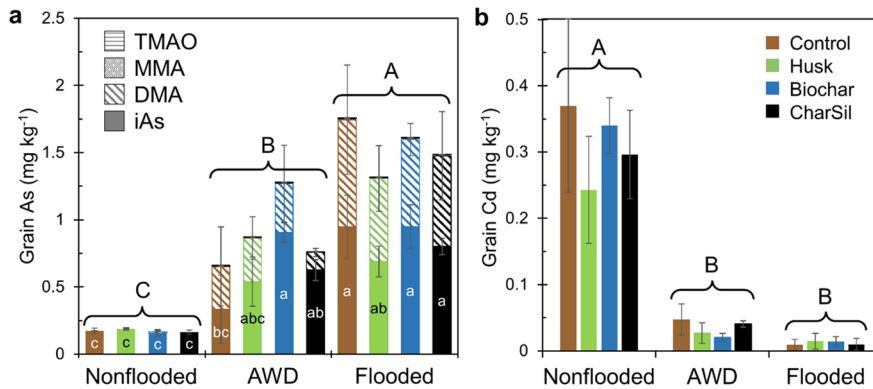 a
Grain As (mg kg⁻¹)
2.5
2
1.5
1
0.5
0
TMAO
MMA
DMA
iAs
C
B
A
c
c
c
c
bc
abc
a
ab
a
ab
a
a
Nonflooded
AWD
Flooded
b
Grain Cd (mg kg⁻¹)
0.5
0.4
0.3
0.2
0.1
0
Control
Husk
Biochar
CharSil
A
B
B
Nonflooded
AWD
Flooded